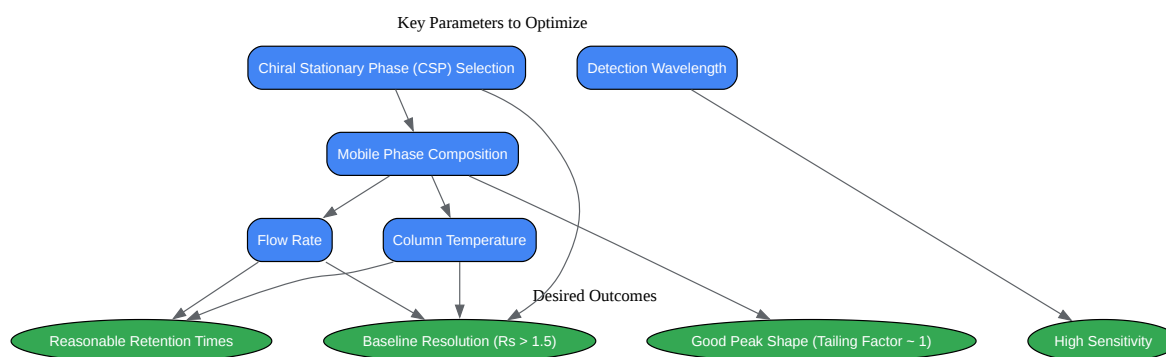 Key Parameters to Optimize
Chiral Stationary Phase (CSP) Selection
Detection Wavelength
Mobile Phase Composition
Flow Rate
Column Temperature
Desired Outcomes
Reasonable Retention Times
Baseline Resolution (Rs > 1.5)
Good Peak Shape (Tailing Factor ~ 1)
High Sensitivity